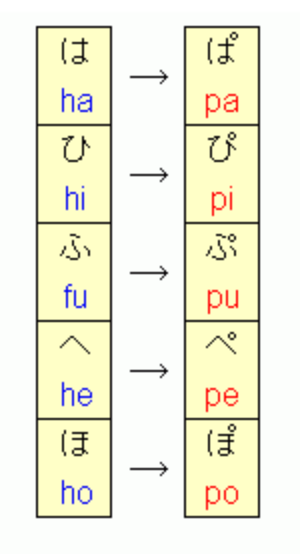 は → ぱ
ha pa
ひ → ぴ
hi pi
ふ → ぷ
fu pu
へ → ぺ
he pe
ほ → ぽ
ho po